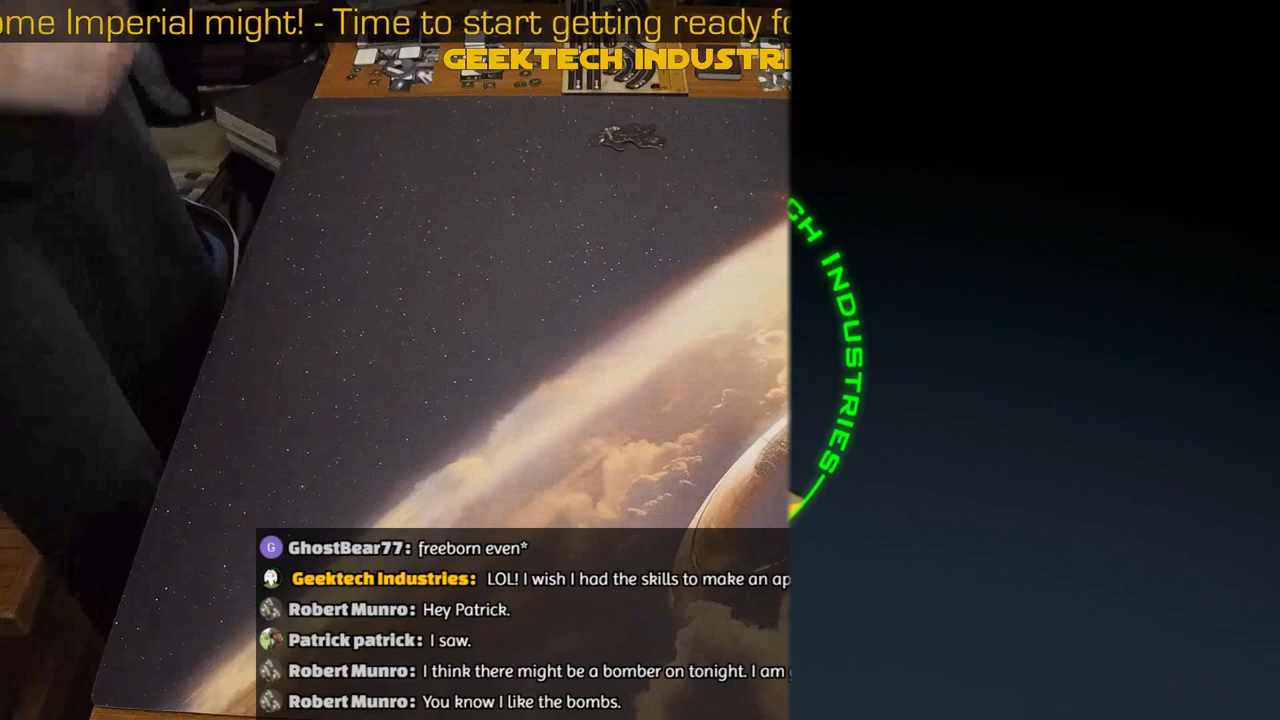 ome Imperial might! - Time to start getting ready fo
GEEKTECH INDUSTRI
CH INDUSTRIES
GhostBear77: freeborn even*
Geektech Industries: LOL! I wish I had the skills to make an ap
Robert Munro: Hey Patrick.
Patrick patrick: I saw.
Robert Munro: I think there might be a bomber on tonight. I am
Robert Munro: You know I like the bombs.